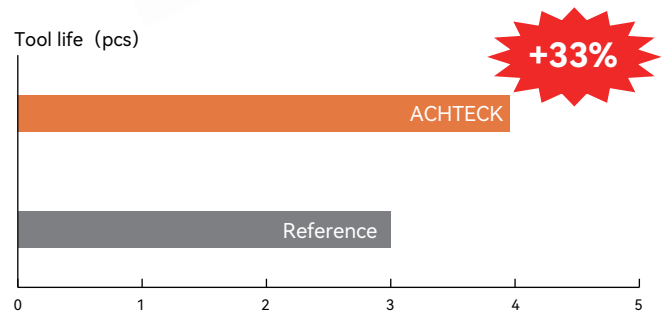 Tool life（pcs）
+33%
ACHTECK
Reference
0 1 2 3 4 5